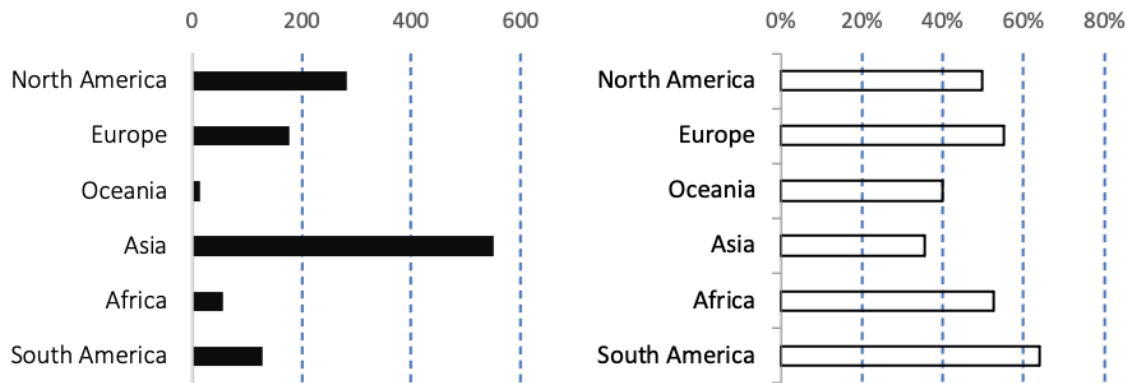 0 200 400 600
North America
Europe
Oceania
Asia
Africa
South America
0% 20% 40% 60% 80%
North America
Europe
Oceania
Asia
Africa
South America